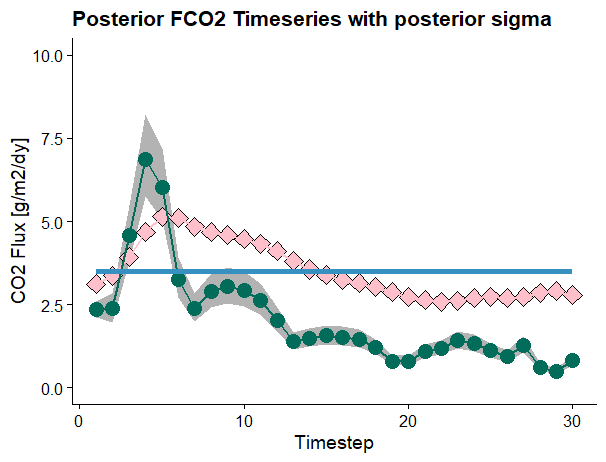 Posterior FCO2 Timeseries with posterior sigma
CO2 Flux [g/m2/dy]
10.0
7.5
5.0
2.5
0.0
0 10 20 30
Timestep